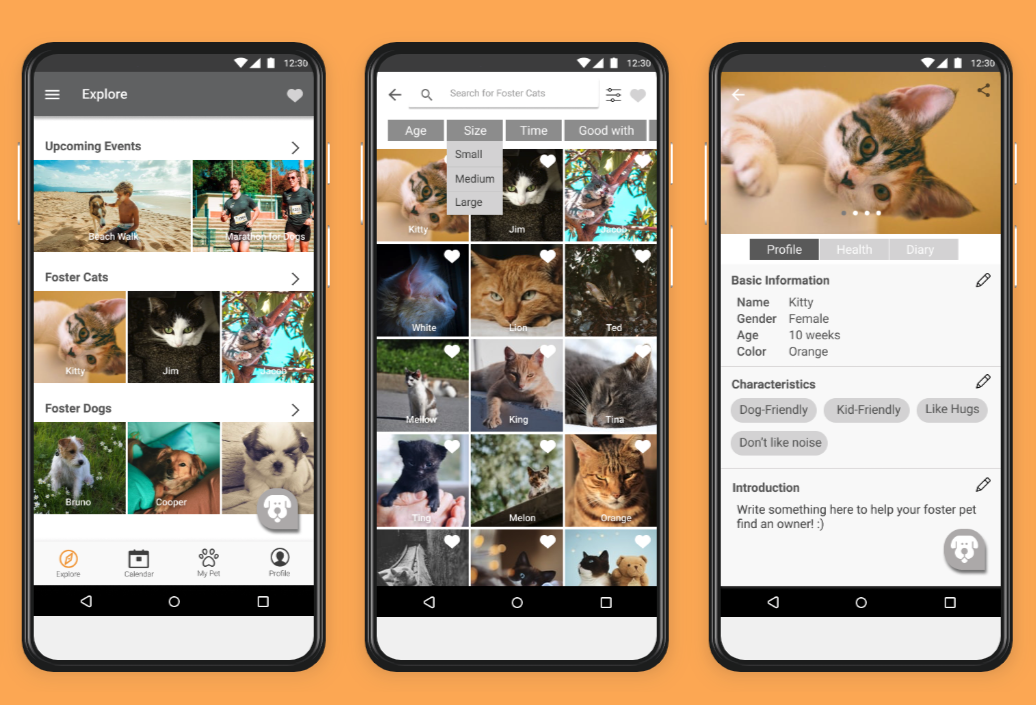 12:30
Explore
Upcoming Events
Beach Walk
Marathon for Dogs
Foster Cats
Kitty
Jim
Jacob
Foster Dogs
Bruno
Cooper
Explore
Calendar
My Pet
Profile
12:30
Search for Foster Cats
Age
Size
Time
Good with
Small
Medium
Large
Kitty
Jim
Jacob
White
Lion
Ted
Mellow
King
Tina
Ting
Melon
Orange
12:30
Profile
Health
Diary
Basic Information
Name Kitty
Gender Female
Age 10 weeks
Color Orange
Characteristics
Dog-Friendly
Kid-Friendly
Like Hugs
Don't like noise
Introduction
Write something here to help your foster pet
find an owner! :)